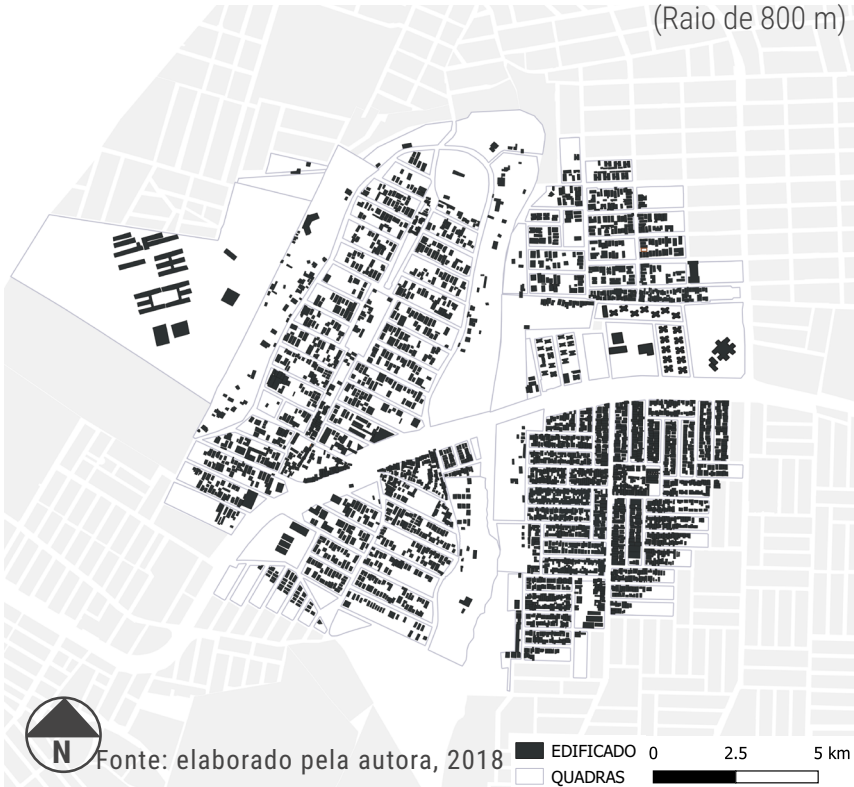 (Raio de 800 m)
N
Fonte: elaborado pela autora, 2018
EDIFICADO
QUADRAS
0 2.5 5 km